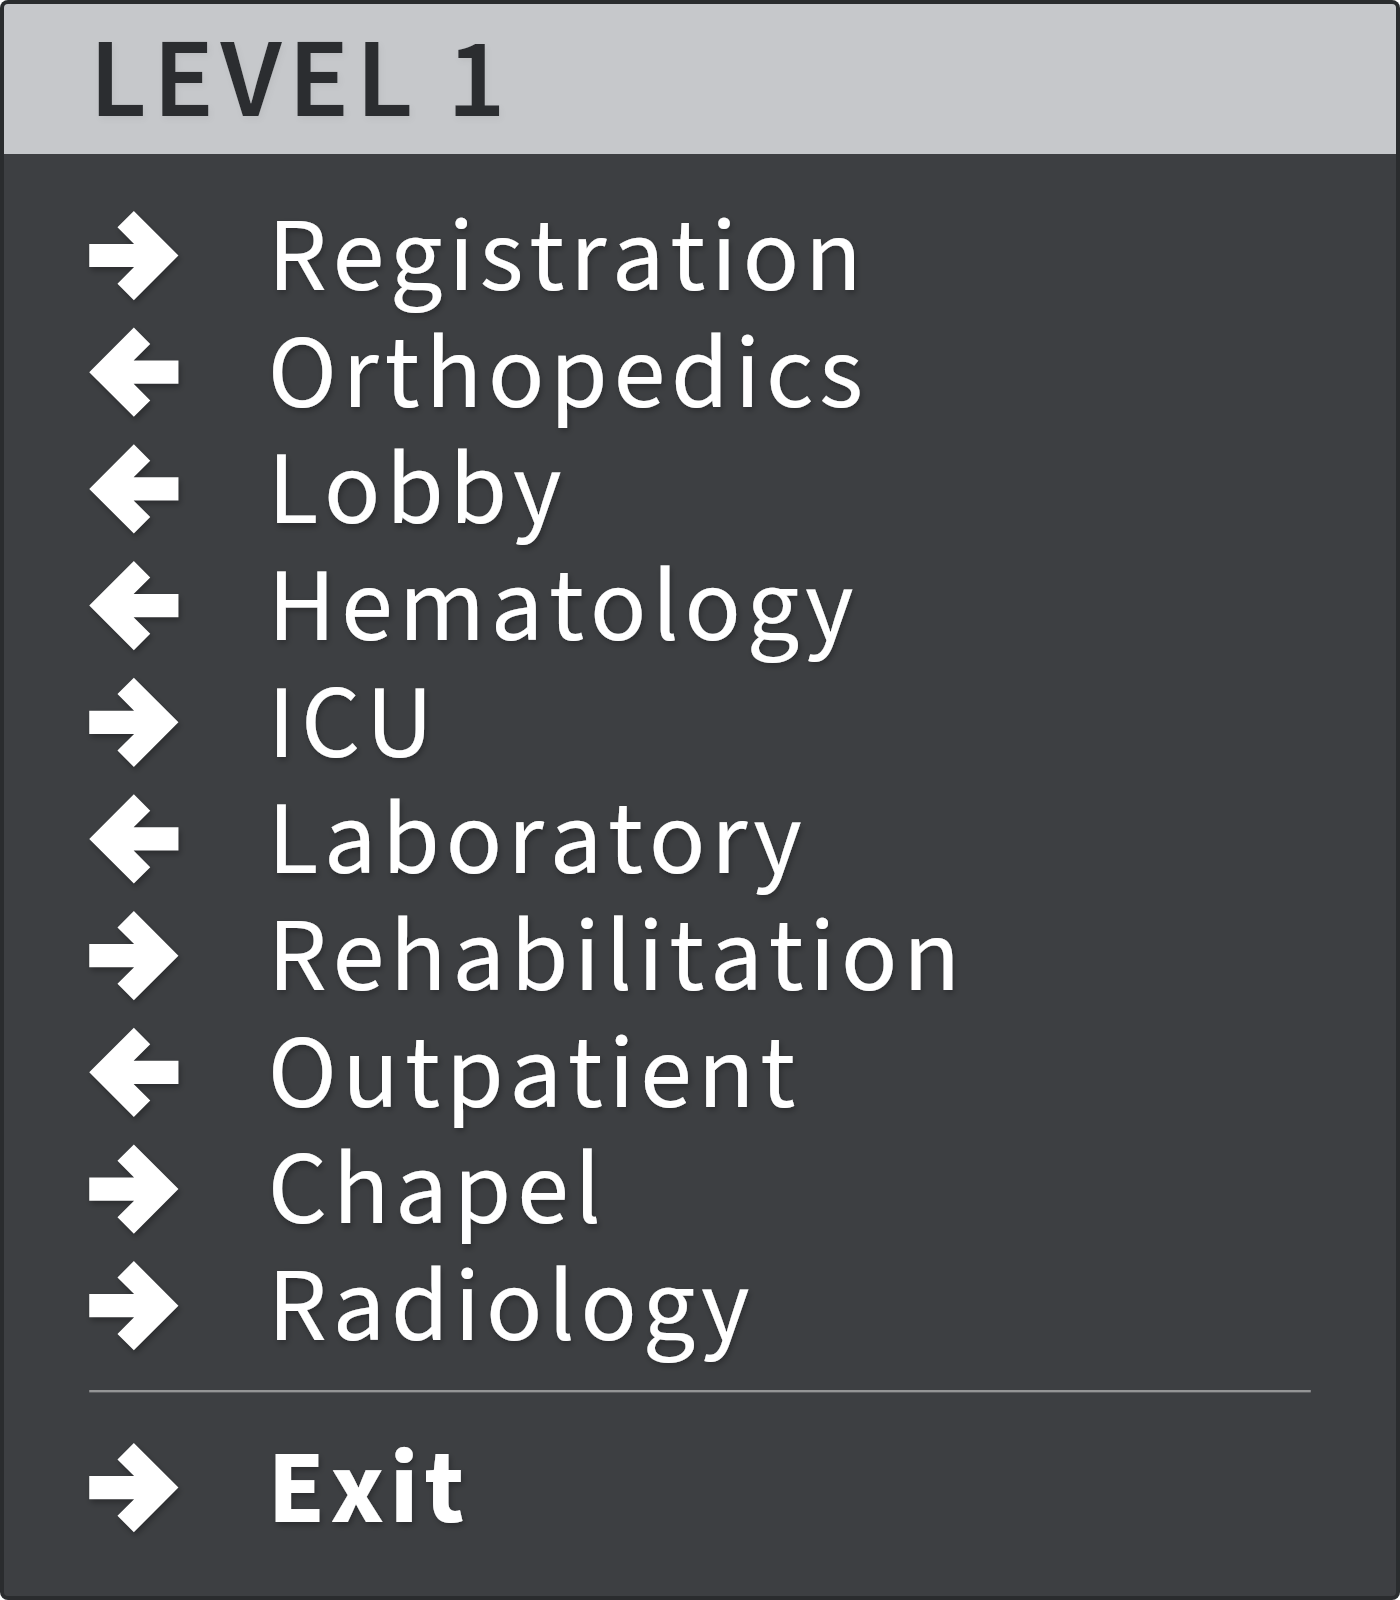 LEVEL 1
Registration
Orthopedics
Lobby
Hematology
ICU
Laboratory
Rehabilitation
Outpatient
Chapel
Radiology
Exit